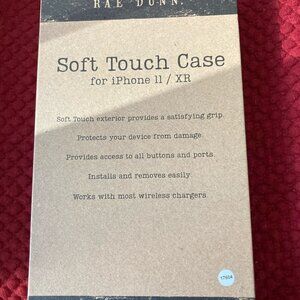 RAE DUNN.
Soft Touch Case
for iPhone 11 / XR
Soft Touch exterior provides a satisfying grip
Protects your device from damage
Provides access to all buttons and ports
Installs and removes easily
Works with most wireless chargers
17604